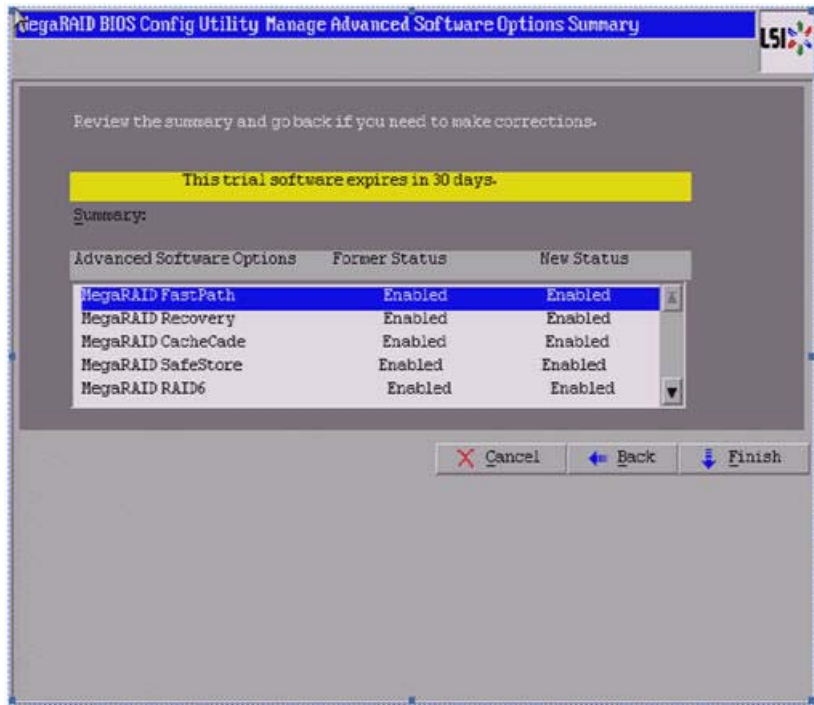 MegaRAID BIOS Config Utility Manage Advanced Software Options Summary
LSI
Review the summary and go back if you need to make corrections.
This trial software expires in 30 days.
Summary:
Advanced Software Options Former Status New Status
MegaRAID FastPath Enabled Enabled
MegaRAID Recovery Enabled Enabled
MegaRAID CacheCade Enabled Enabled
MegaRAID SafeStore Enabled Enabled
MegaRAID RAID6 Enabled Enabled
Cancel Back Finish